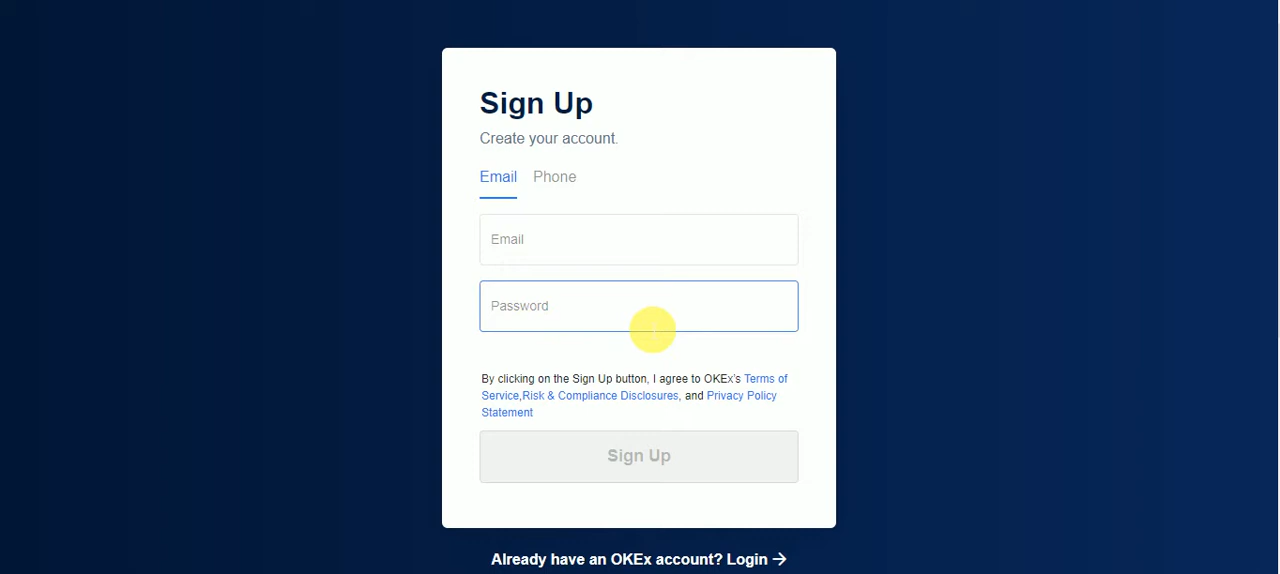 Sign Up
Create your account.
Email Phone
Email
Password
By clicking on the Sign Up button, I agree to OKEx's Terms of
Service,Risk & Compliance Disclosures, and Privacy Policy
Statement
Sign Up
Already have an OKEx account? Login →